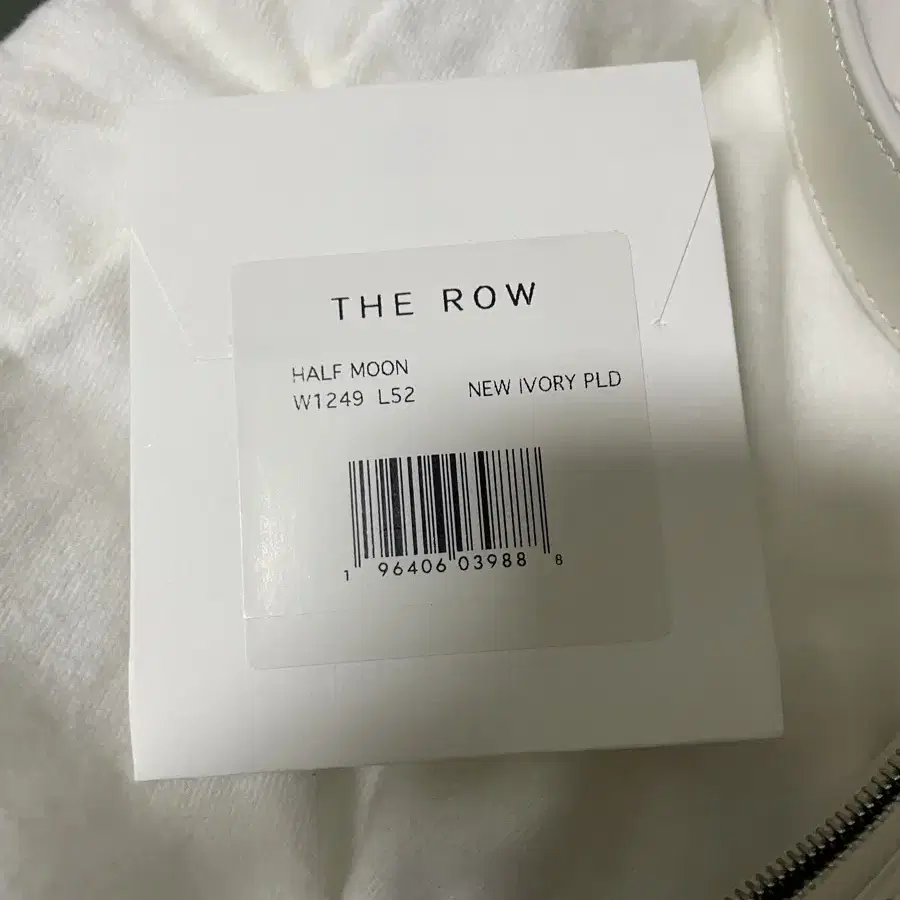 THE ROW
HALF MOON
W1249 L52 NEW IVORY PLD
1 96406 03988 8